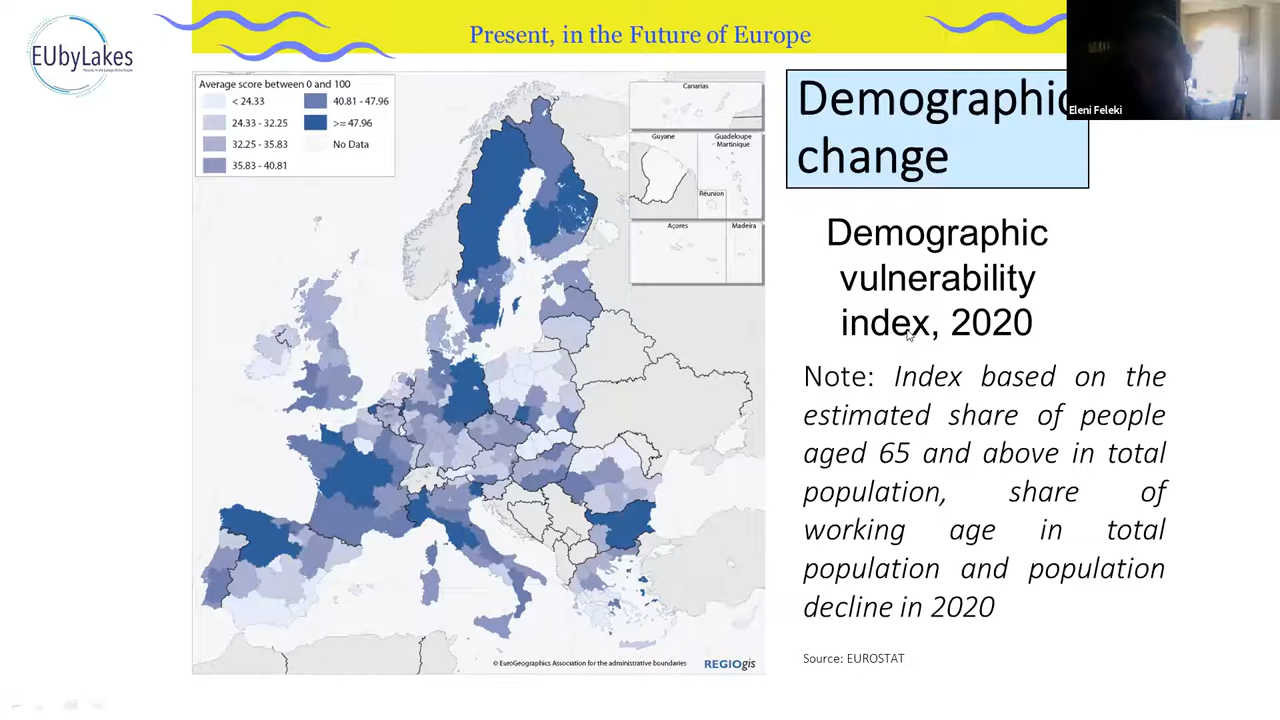 EUbyLakes
Present, in the Future of Europe
Eleni Feleki
Average score between 0 and 100
< 24.33
24.33 - 32.25
32.25 - 35.83
35.83 - 40.81
40.81 - 47.96
>= 47.96
No Data
Canarias
Guyane
Guadeloupe
Martinique
Réunion
Açores
Madeira
© EuroGeographics Association for the administrative boundaries
REGIOgis
Demographic
change
Demographic
vulnerability
index, 2020
Note: Index based on the
estimated share of people
aged 65 and above in total
population, share of
working age in total
population and population
decline in 2020
Source: EUROSTAT